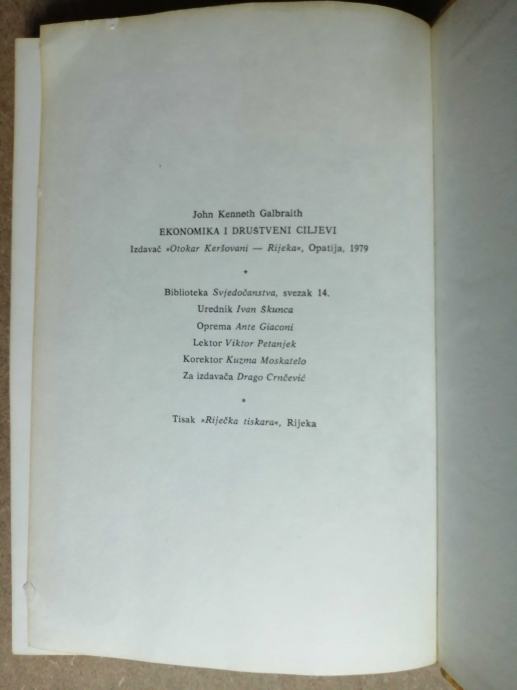 John Kenneth Galbraith
EKONOMIKA I DRUŠTVENI CILJEVI
Izdavač »Otokar Keršovani — Rijeka«, Opatija, 1979
*
Biblioteka Svjedočanstva, svezak 14.
Urednik Ivan Škunca
Oprema Ante Giaconi
Lektor Viktor Petanjek
Korektor Kuzma Moskatelo
Za izdavača Drago Crnčević
*
Tisak »Riječka tiskara«, Rijeka